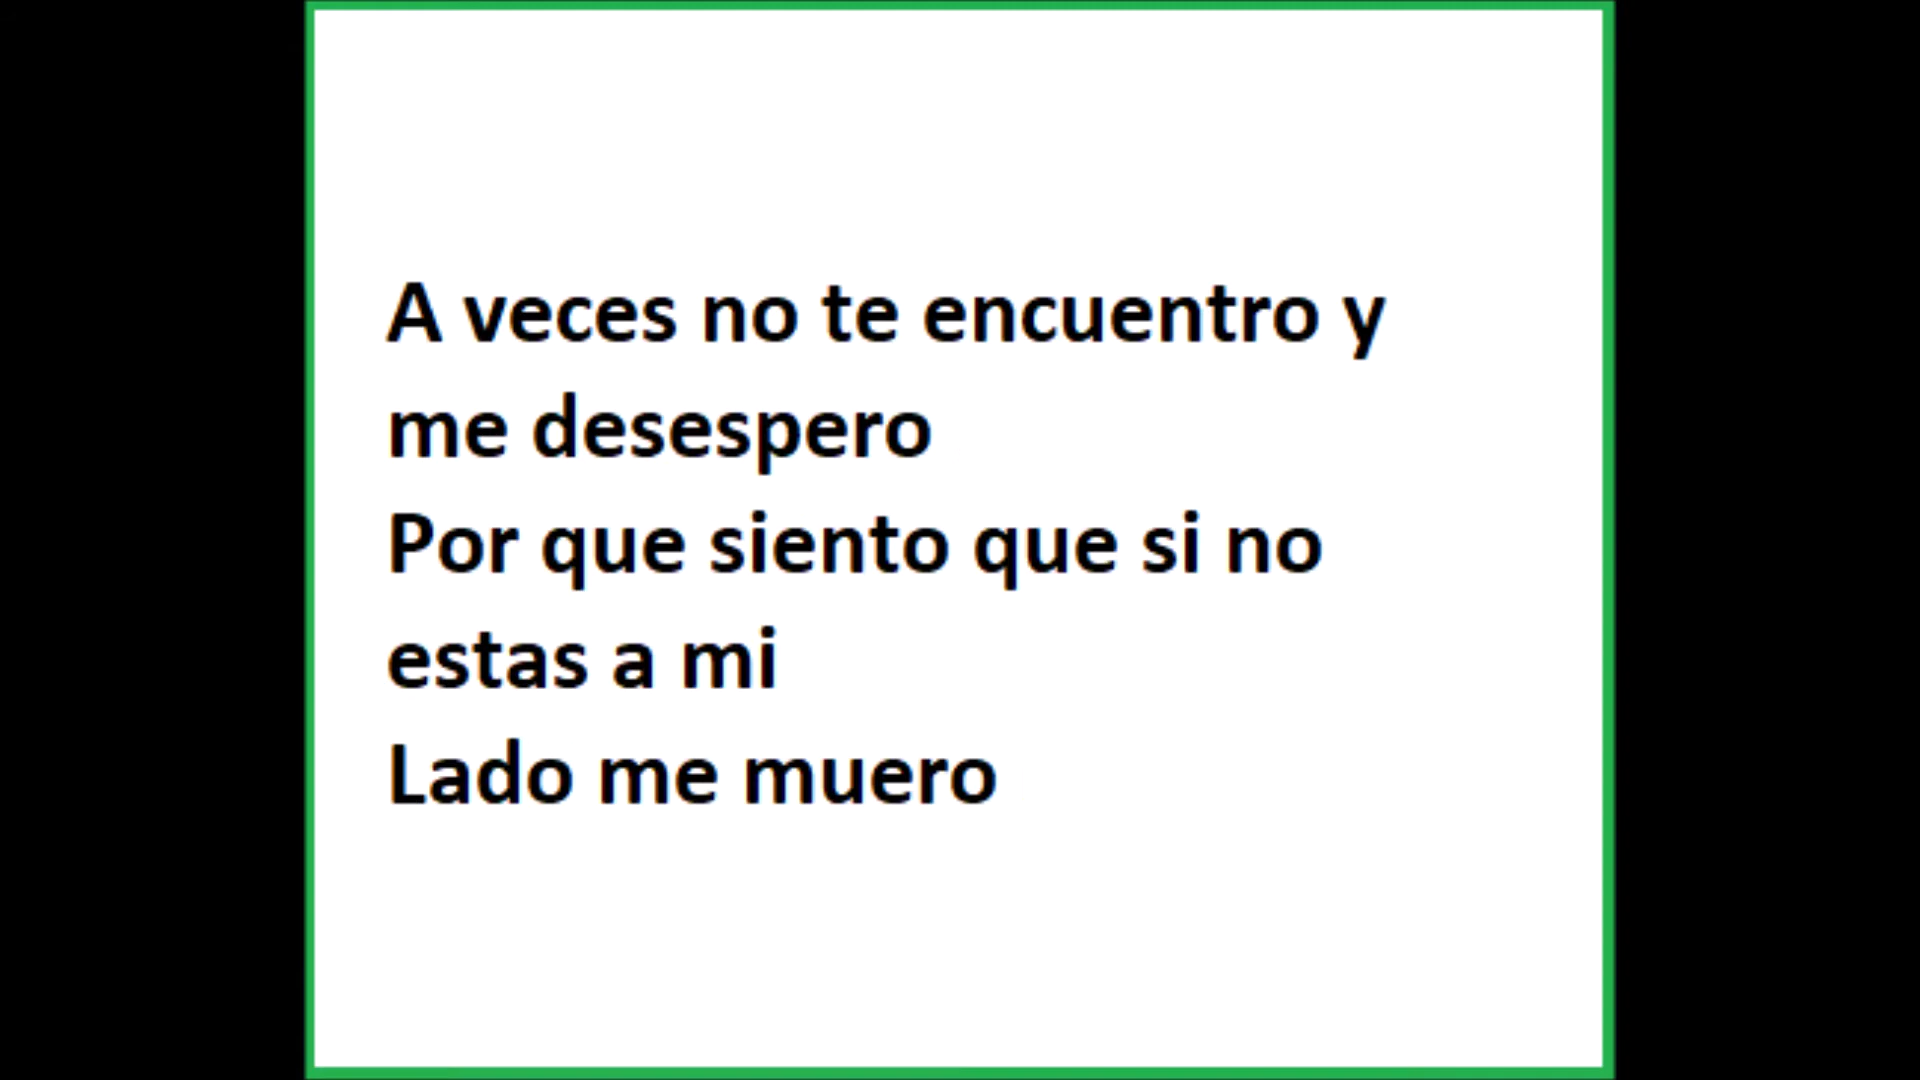 A veces no te encuentro y
me desespero
Por que siento que si no
estas a mi
Lado me muero